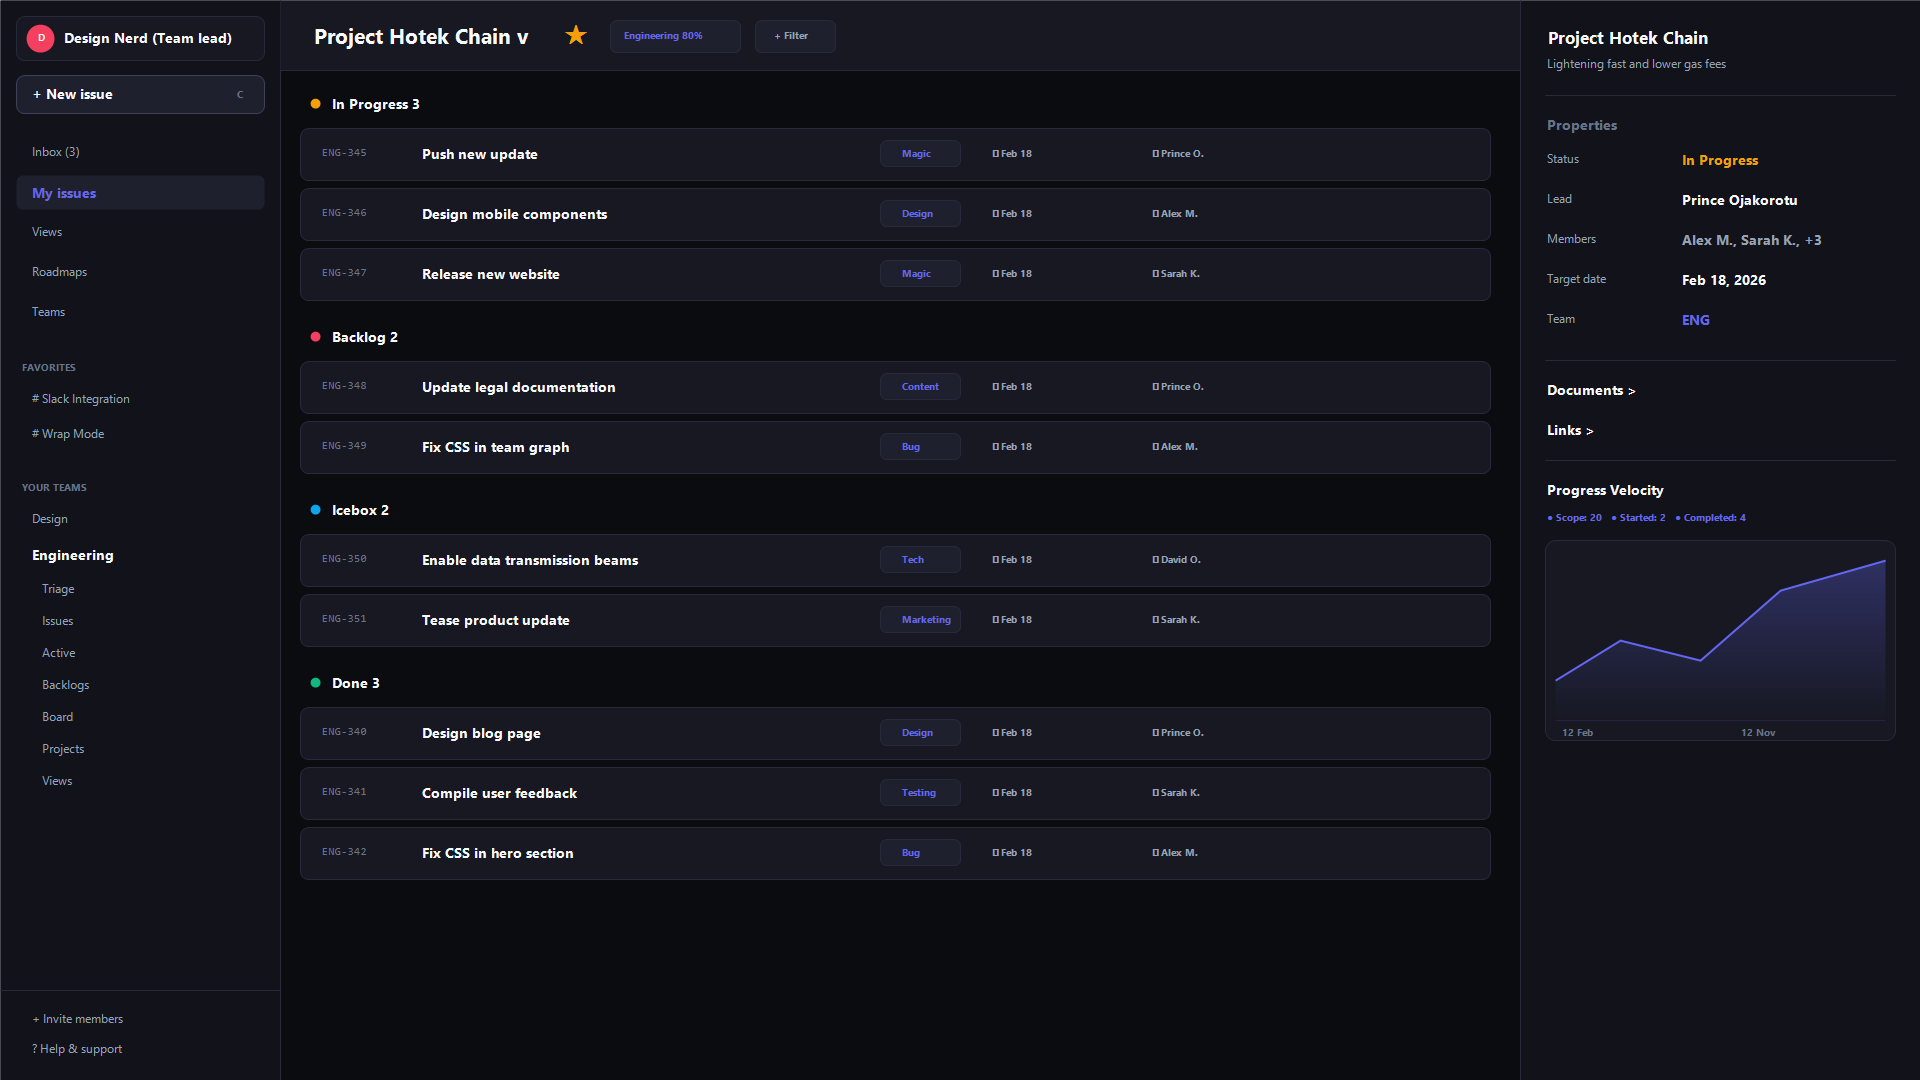 D Design Nerd (Team lead)
+ New issue C
Inbox (3)
My issues
Views
Roadmaps
Teams
FAVORITES
# Slack Integration
# Wrap Mode
YOUR TEAMS
Design
Engineering
Triage
Issues
Active
Backlogs
Board
Projects
Views
+ Invite members
? Help & support
Project Hotek Chain v ★ Engineering 80% + Filter
In Progress 3
ENG-345 Push new update Magic Feb 18 Prince O.
ENG-346 Design mobile components Design Feb 18 Alex M.
ENG-347 Release new website Magic Feb 18 Sarah K.
Backlog 2
ENG-348 Update legal documentation Content Feb 18 Prince O.
ENG-349 Fix CSS in team graph Bug Feb 18 Alex M.
Icebox 2
ENG-350 Enable data transmission beams Tech Feb 18 David O.
ENG-351 Tease product update Marketing Feb 18 Sarah K.
Done 3
ENG-340 Design blog page Design Feb 18 Prince O.
ENG-341 Compile user feedback Testing Feb 18 Sarah K.
ENG-342 Fix CSS in hero section Bug Feb 18 Alex M.
Project Hotek Chain
Lightening fast and lower gas fees
Properties
Status In Progress
Lead Prince Ojakorotu
Members Alex M., Sarah K., +3
Target date Feb 18, 2026
Team ENG
Documents >
Links >
Progress Velocity
● Scope: 20 ● Started: 2 ● Completed: 4
12 Feb 12 Nov